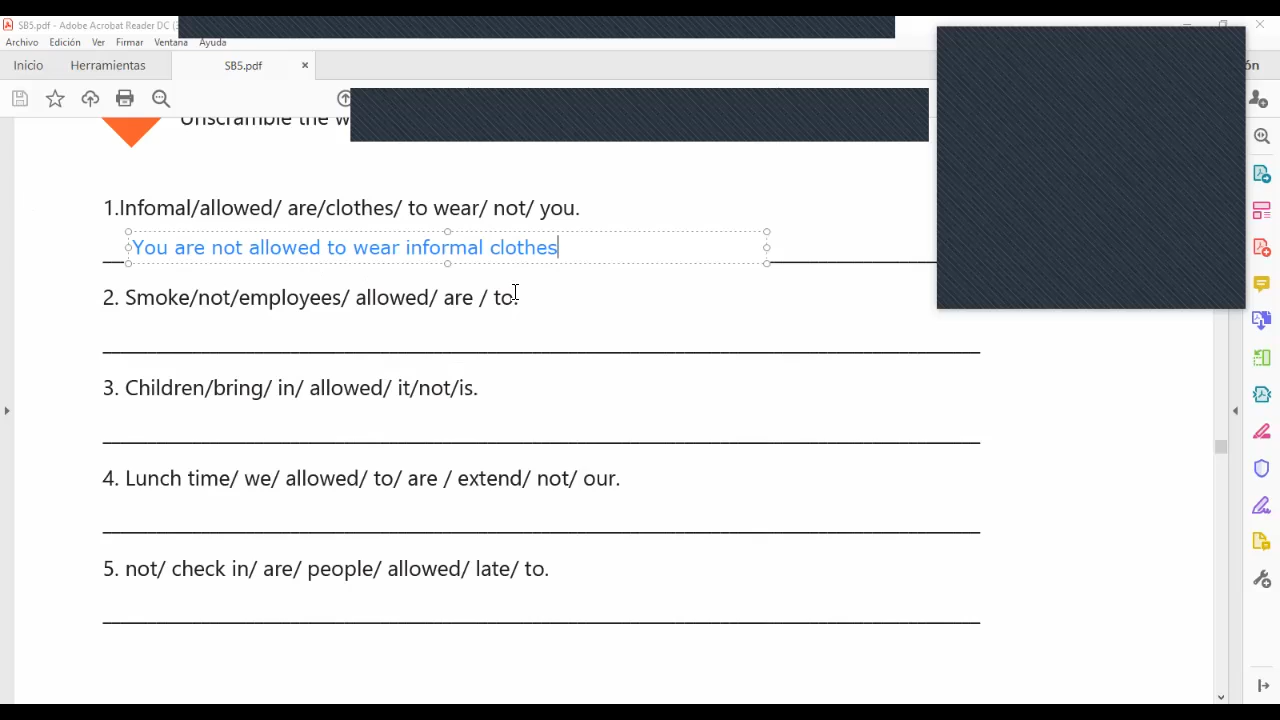 SB5.pdf - Adobe Acrobat Reader DC
Archivo Edición Ver Firmar Ventana Ayuda
Inicio Herramientas SB5.pdf
Unscramble the
1.Infomal/allowed/ are/clothes/ to wear/ not/ you.
You are not allowed to wear informal clothes
2. Smoke/not/employees/ allowed/ are / to.
3. Children/bring/ in/ allowed/ it/not/is.
4. Lunch time/ we/ allowed/ to/ are / extend/ not/ our.
5. not/ check in/ are/ people/ allowed/ late/ to.